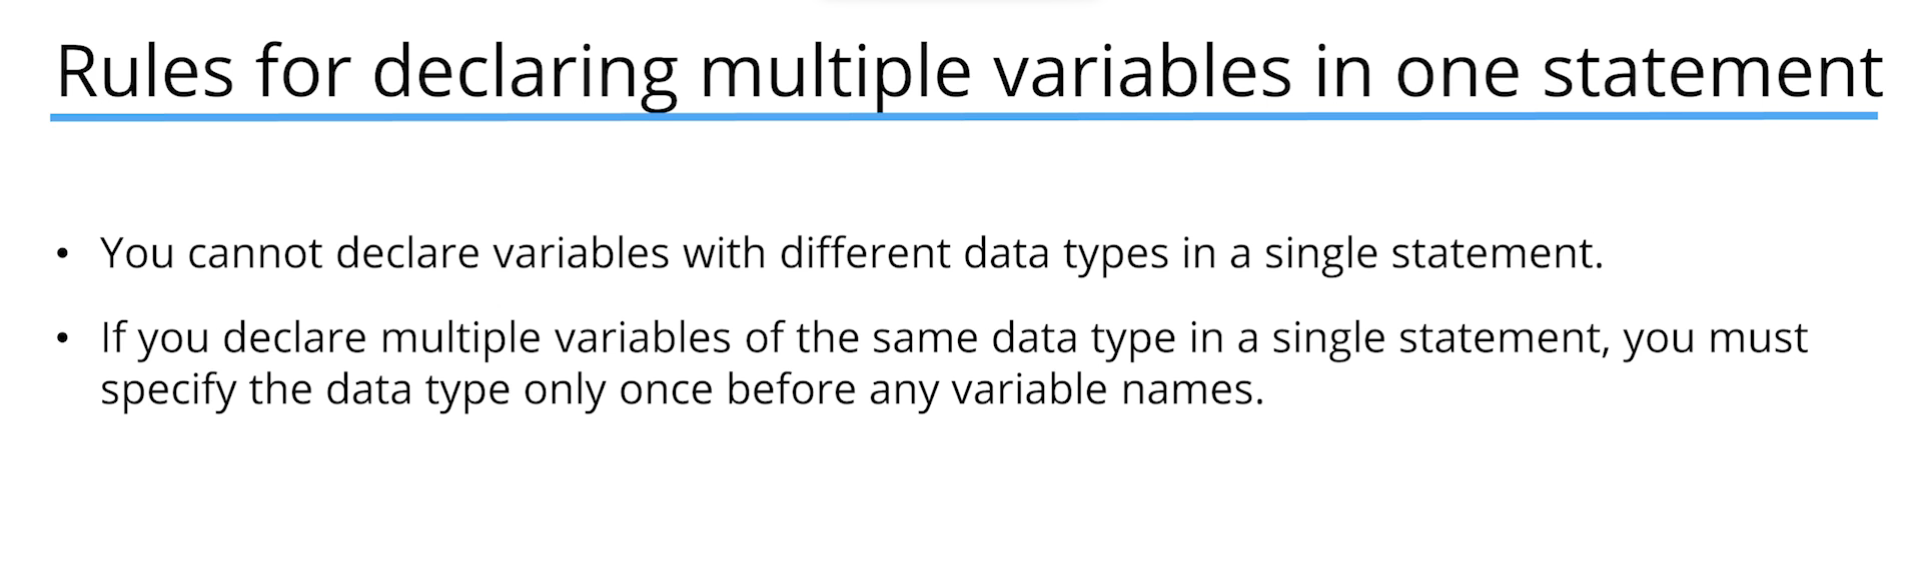 Rules for declaring multiple variables in one statement
• You cannot declare variables with different data types in a single statement.
• If you declare multiple variables of the same data type in a single statement, you must
specify the data type only once before any variable names.